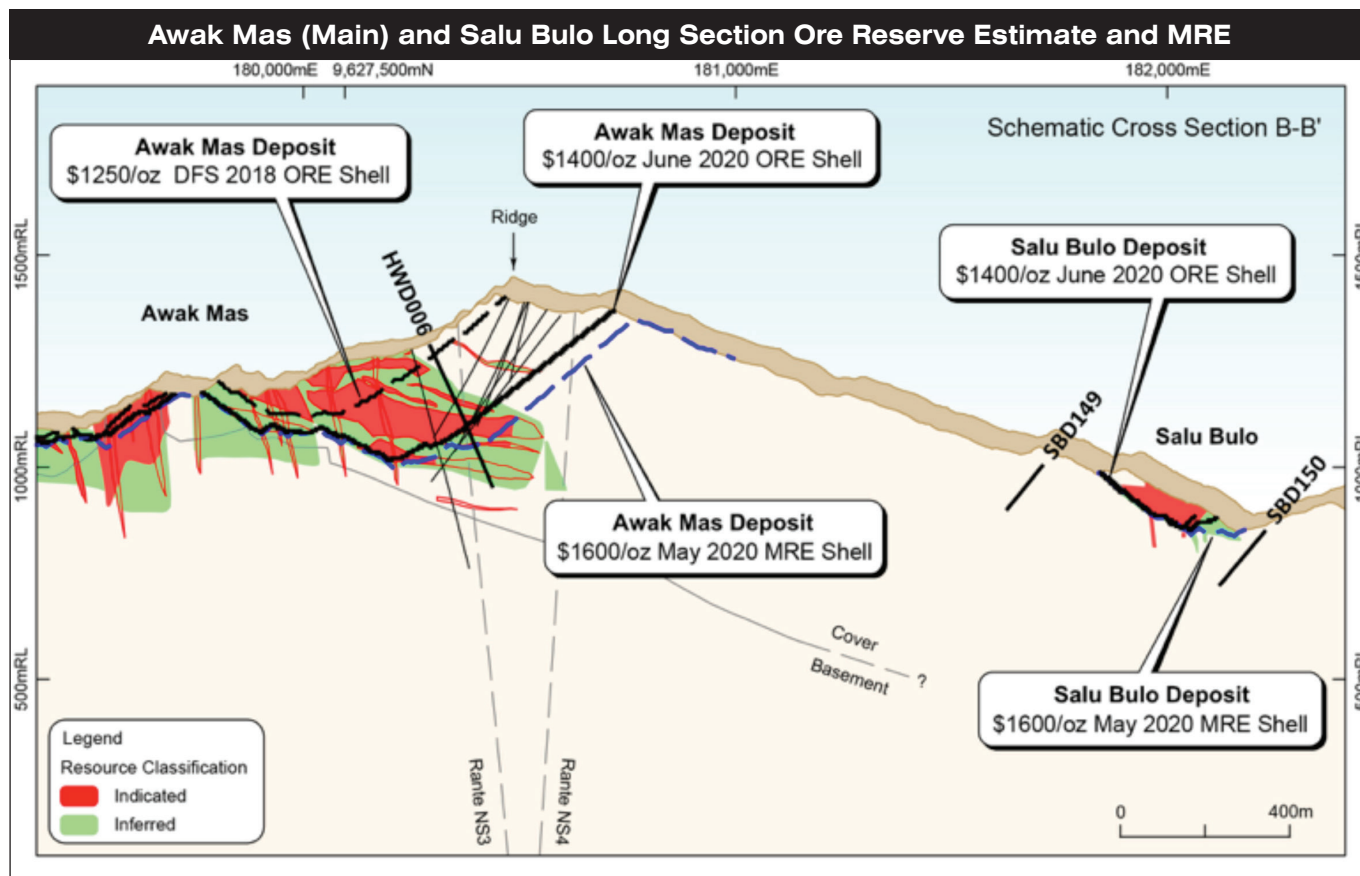 Awak Mas (Main) and Salu Bulo Long Section Ore Reserve Estimate and MRE
180,000mE 9,627,500mN 181,000mE 182,000mE
Schematic Cross Section B-B'
Awak Mas Deposit
$1250/oz DFS 2018 ORE Shell
Awak Mas Deposit
$1400/oz June 2020 ORE Shell
Ridge
Salu Bulo Deposit
$1400/oz June 2020 ORE Shell
1500mRL
1500mRL
HWD006
Awak Mas
SBD149
Salu Bulo
SBD150
1000mRL
1000mRL
Awak Mas Deposit
$1600/oz May 2020 MRE Shell
Cover
Basement ?
500mRL
500mRL
Salu Bulo Deposit
$1600/oz May 2020 MRE Shell
Rante NS3
Rante NS4
Legend
Resource Classification
Indicated
Inferred
0 400m